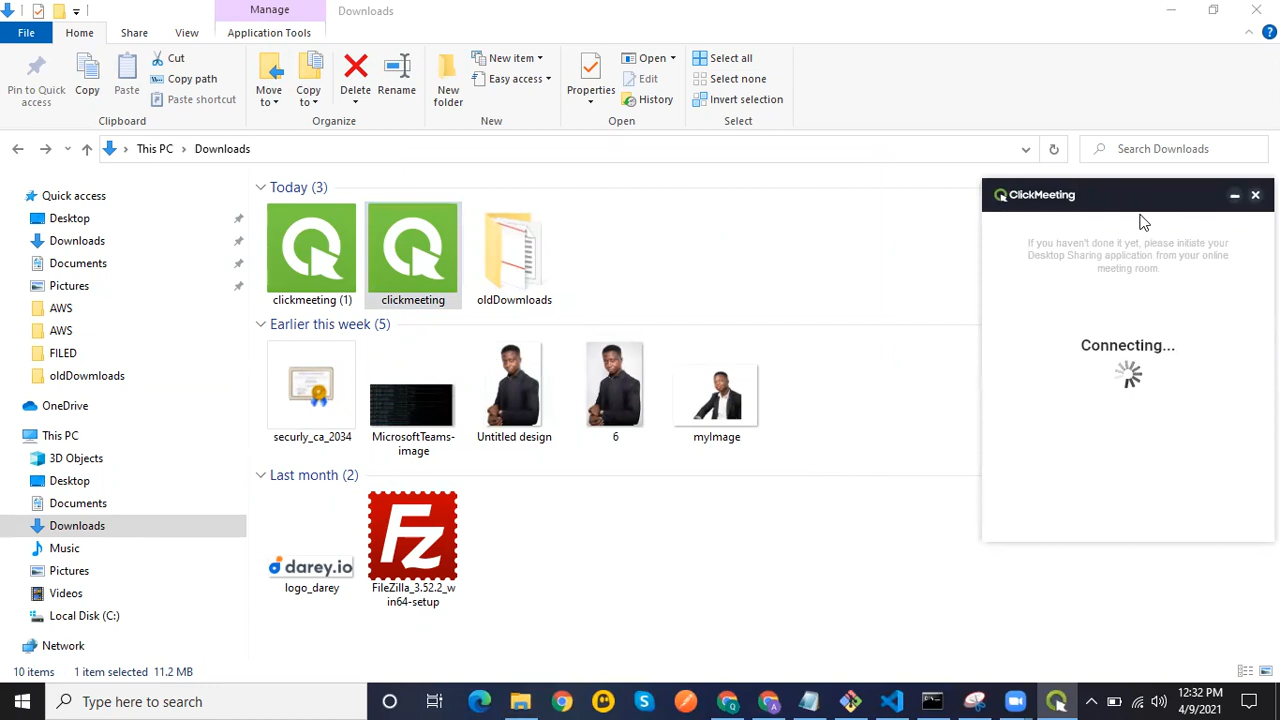 Manage
Downloads
File
Home
Share
View
Application Tools
Pin to Quick
access
Copy
Paste
Cut
Copy path
Paste shortcut
Clipboard
Move
to
Copy
to
Delete
Rename
Organize
New
folder
New item
Easy access
New
Properties
Open
Edit
History
Open
Select all
Select none
Invert selection
Select
This PC
Downloads
Search Downloads
Quick access
Desktop
Downloads
Documents
Pictures
AWS
AWS
FILED
oldDowmloads
OneDrive
This PC
3D Objects
Desktop
Documents
Downloads
Music
Pictures
Videos
Local Disk (C:)
Network
Today (3)
clickmeeting (1)
clickmeeting
oldDowmloads
Earlier this week (5)
securly_ca_2034
MicrosoftTeams-
image
Untitled design
6
myImage
Last month (2)
darey.io
logo_darey
Fz
FileZilla_3.52.2_w
in64-setup
ClickMeeting
If you haven't done it yet, please initiate your
Desktop Sharing application from your online
meeting room.
Connecting...
10 items
1 item selected 11.2 MB
Type here to search
12:32 PM
4/9/2021